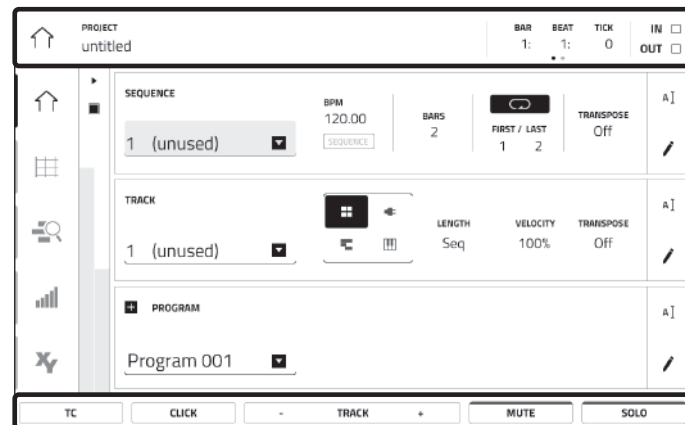 PROJECT
untitled
BAR BEAT TICK
1: 1: 0
IN
OUT
SEQUENCE
1 (unused)
BPM
120.00
SEQUENCE
BARS
2
FIRST / LAST
1 2
TRANSPOSE
Off
A
TRACK
1 (unused)
LENGTH
Seq
VELOCITY
100%
TRANSPOSE
Off
A
PROGRAM
Program 001
A
XY
TC CLICK - TRACK + MUTE SOLO